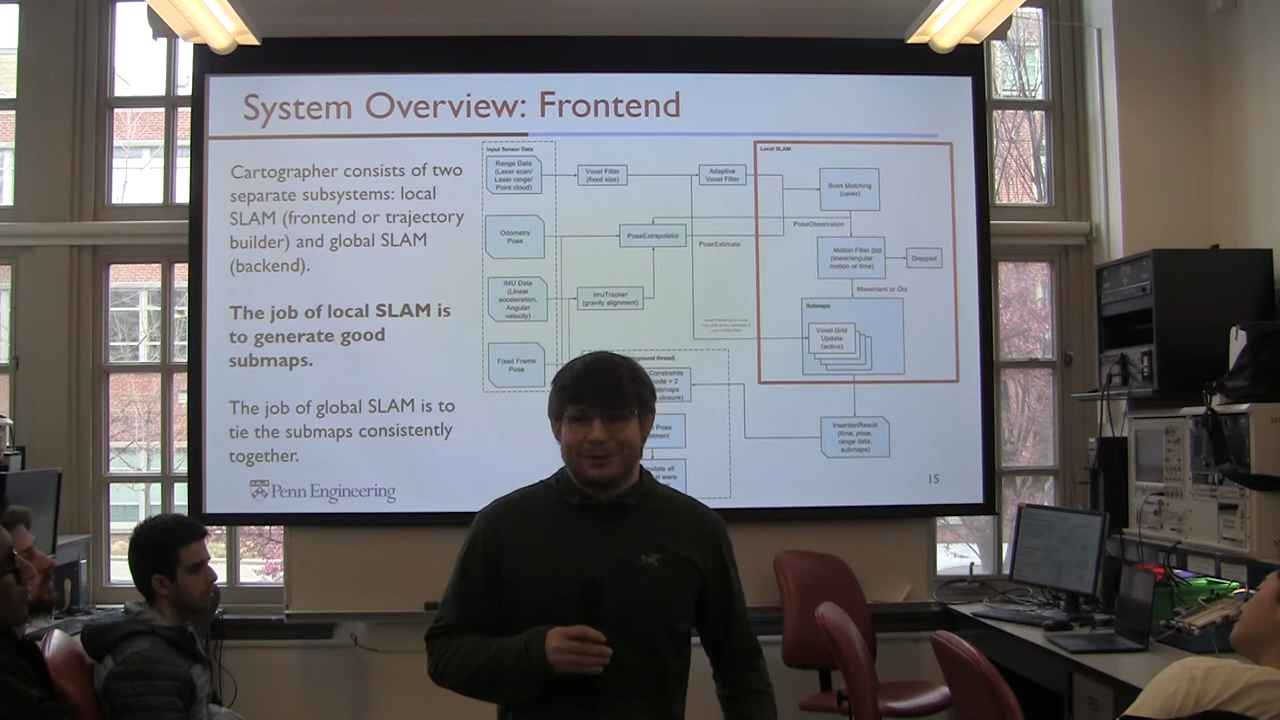 System Overview: Frontend
Cartographer consists of two
separate subsystems: local
SLAM (frontend or trajectory
builder) and global SLAM
(backend).
The job of local SLAM is
to generate good
submaps.
The job of global SLAM is to
tie the submaps consistently
together.
Penn Engineering
Input Sensor Data
Range Data
(Laser scan/
Laser range/
Point cloud)
Odometry
Pose
IMU Data
(Linear
acceleration,
Angular
velocity)
Fixed Frame
Pose
Voxel Filter
(fixed size)
Adaptive
Voxel Filter
PoseExtrapolator
ImuTracker
(gravity alignment)
PoseEstimate
Local SLAM
Scan Matching
(ceres)
PoseObservation
Motion Filter
(linear/angular
motion or time)
Dropped
Movement or Old
Submaps
Voxel Grid
Update
(active)
InsertionResult
(time, pose,
range data,
submaps)
thread)
Constraints
closure)
15